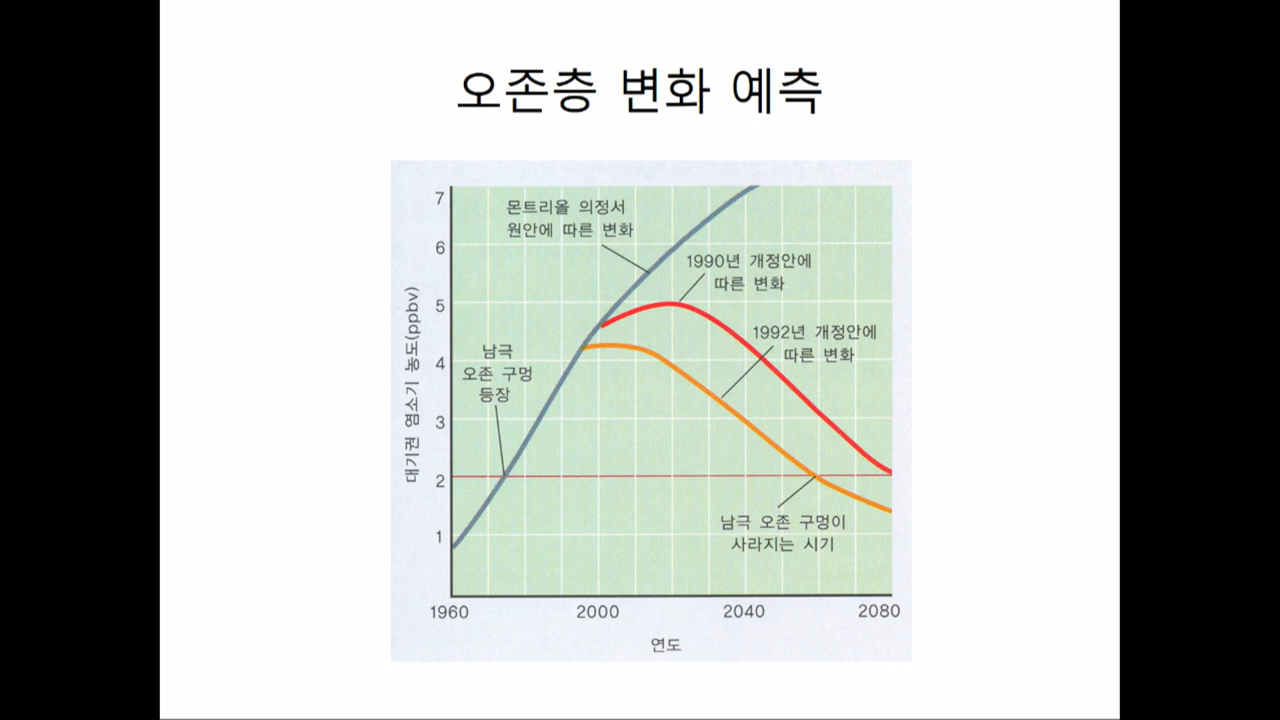 오존층 변화 예측
7
6
5
4
3
2
1
대기권 염소기 농도(ppbv)
몬트리올 의정서
원안에 따른 변화
1990년 개정안에
따른 변화
1992년 개정안에
따른 변화
남극
오존 구멍
등장
남극 오존 구멍이
사라지는 시기
1960 2000 2040 2080
연도